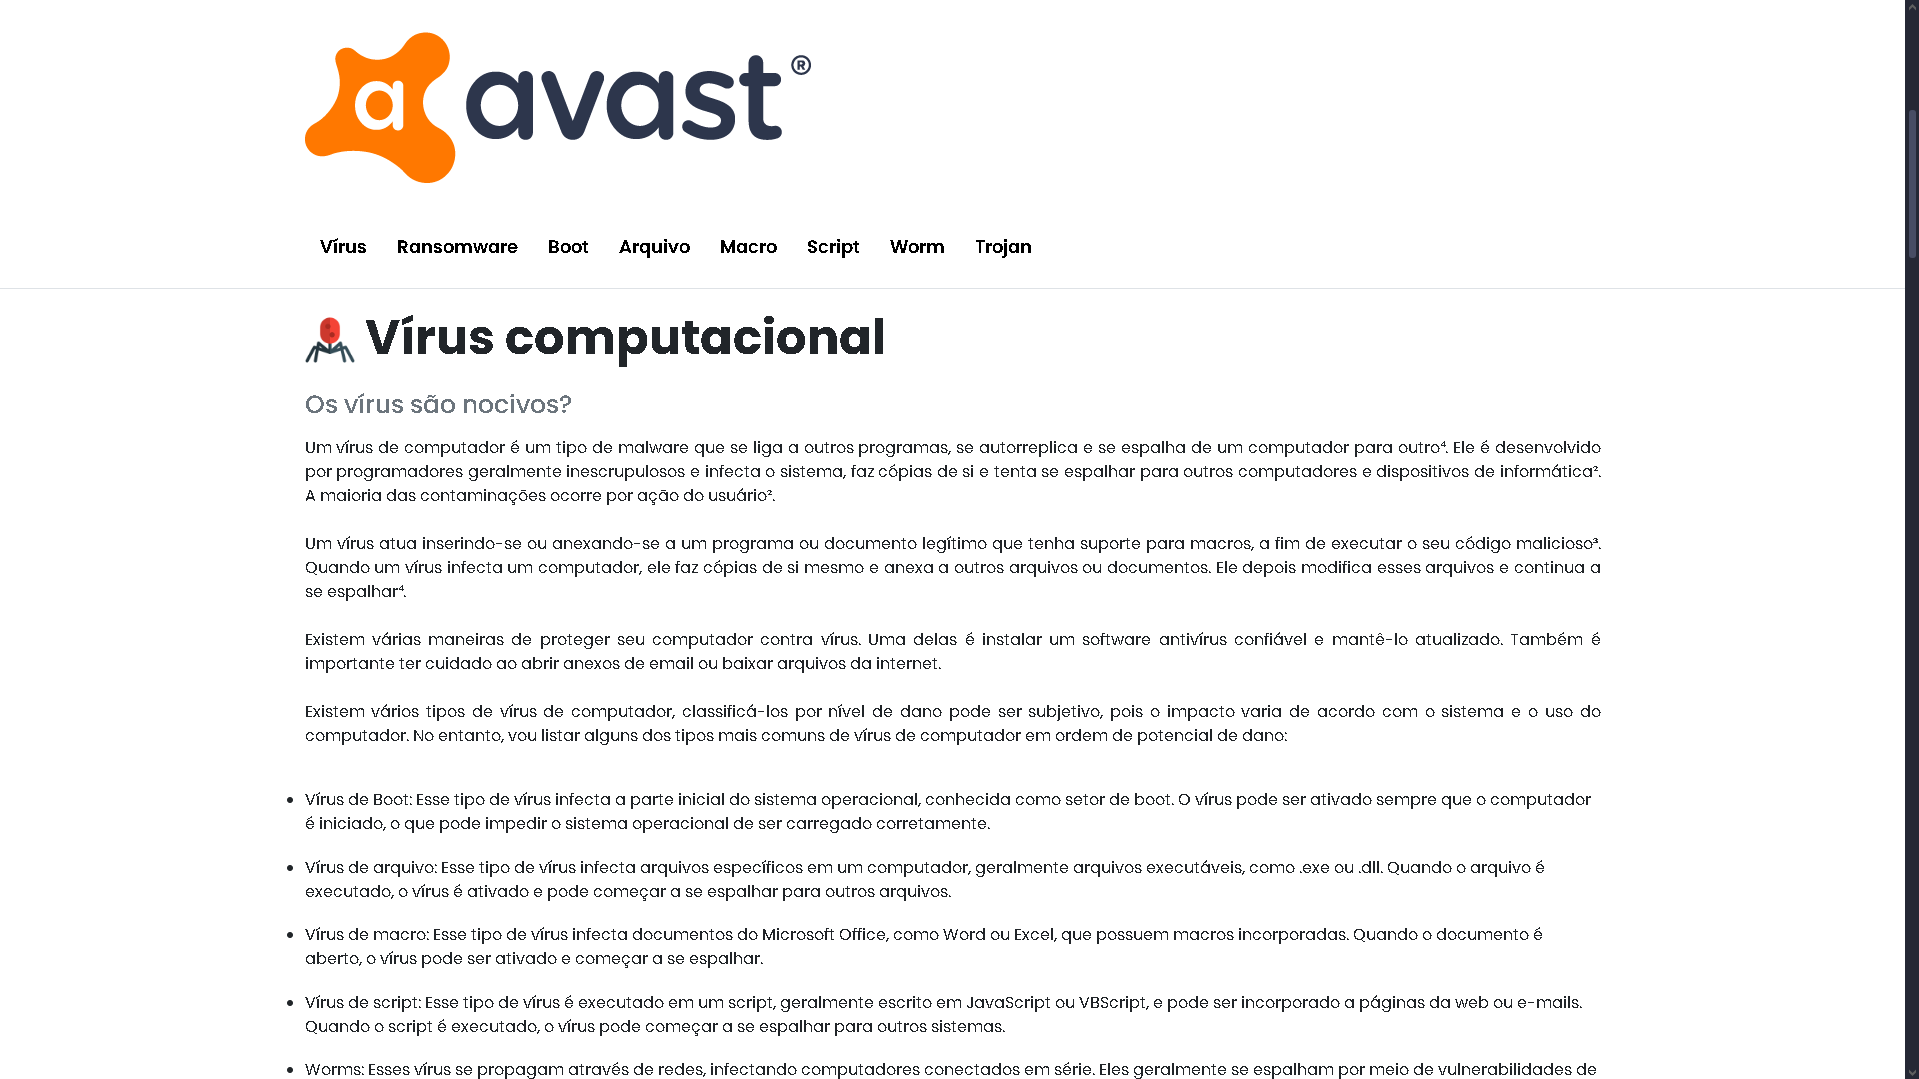 a avast®
Vírus Ransomware Boot Arquivo Macro Script Worm Trojan
Vírus computacional
Os vírus são nocivos?
Um vírus de computador é um tipo de malware que se liga a outros programas, se autorreplica e se espalha de um computador para outro⁴. Ele é desenvolvido
por programadores geralmente inescrupulosos e infecta o sistema, faz cópias de si e tenta se espalhar para outros computadores e dispositivos de informática².
A maioria das contaminações ocorre por ação do usuário².
Um vírus atua inserindo-se ou anexando-se a um programa ou documento legítimo que tenha suporte para macros, a fim de executar o seu código malicioso³.
Quando um vírus infecta um computador, ele faz cópias de si mesmo e anexa a outros arquivos ou documentos. Ele depois modifica esses arquivos e continua a
se espalhar⁴.
Existem várias maneiras de proteger seu computador contra vírus. Uma delas é instalar um software antivírus confiável e mantê-lo atualizado. Também é
importante ter cuidado ao abrir anexos de email ou baixar arquivos da internet.
Existem vários tipos de vírus de computador, classificá-los por nível de dano pode ser subjetivo, pois o impacto varia de acordo com o sistema e o uso do
computador. No entanto, vou listar alguns dos tipos mais comuns de vírus de computador em ordem de potencial de dano:
• Vírus de Boot: Esse tipo de vírus infecta a parte inicial do sistema operacional, conhecida como setor de boot. O vírus pode ser ativado sempre que o computador
é iniciado, o que pode impedir o sistema operacional de ser carregado corretamente.
• Vírus de arquivo: Esse tipo de vírus infecta arquivos específicos em um computador, geralmente arquivos executáveis, como .exe ou .dll. Quando o arquivo é
executado, o vírus é ativado e pode começar a se espalhar para outros arquivos.
• Vírus de macro: Esse tipo de vírus infecta documentos do Microsoft Office, como Word ou Excel, que possuem macros incorporadas. Quando o documento é
aberto, o vírus pode ser ativado e começar a se espalhar.
• Vírus de script: Esse tipo de vírus é executado em um script, geralmente escrito em JavaScript ou VBScript, e pode ser incorporado a páginas da web ou e-mails.
Quando o script é executado, o vírus pode começar a se espalhar para outros sistemas.
• Worms: Esses vírus se propagam através de redes, infectando computadores conectados em série. Eles geralmente se espalham por meio de vulnerabilidades de